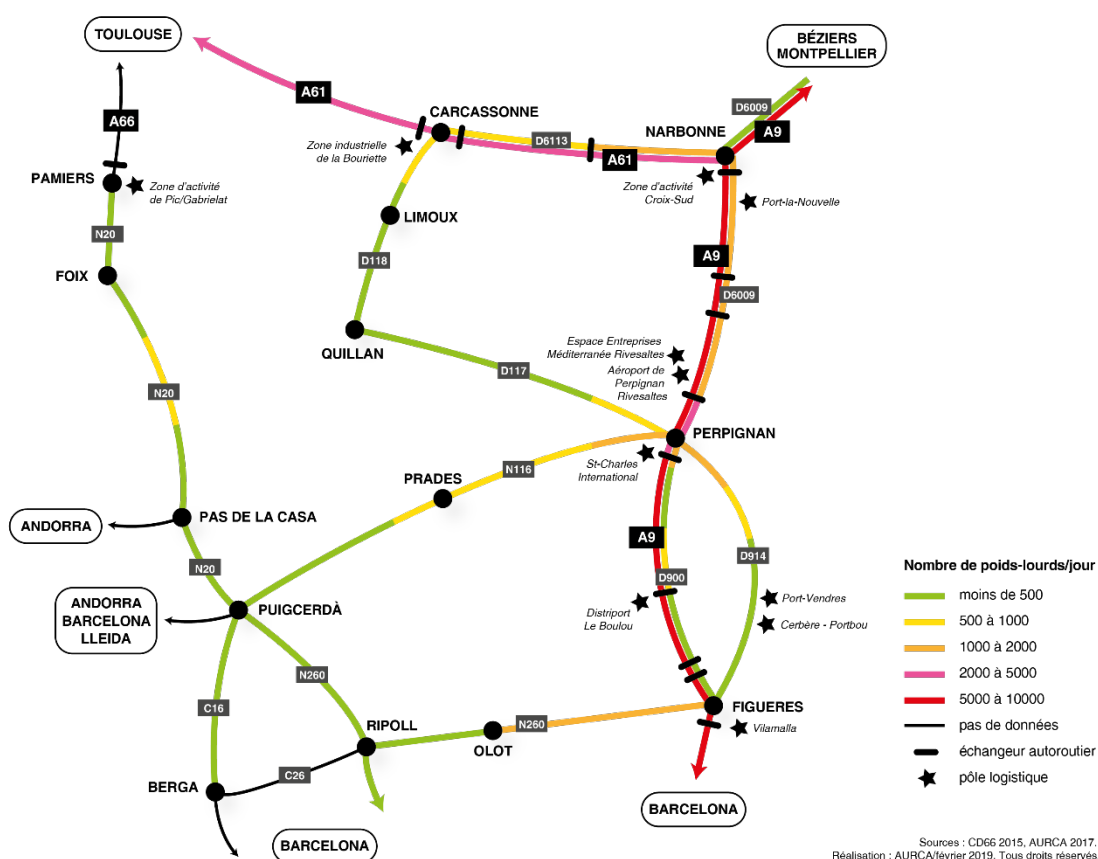 TOULOUSE
BÉZIERS
MONTPELLIER
A61
A66
CARCASSONNE
D6009
A9
D6113
NARBONNE
Zone industrielle
de la Bouriette
A61
PAMIERS
Zone d'activité
de Pic/Gabrielat
Zone d'activité
Croix-Sud
Port-la-Nouvelle
LIMOUX
N20
A9
D118
FOIX
D6009
QUILLAN
Espace Entreprises
Méditerranée Rivesaltes
D117
Aéroport de
Perpignan
Rivesaltes
N20
PERPIGNAN
St-Charles
International
PRADES
N116
PAS DE LA CASA
ANDORRA
A9
D914
N20
D900
Nombre de poids-lourds/jour
moins de 500
500 à 1000
1000 à 2000
2000 à 5000
5000 à 10000
pas de données
échangeur autoroutier
pôle logistique
ANDORRA
BARCELONA
LLEIDA
PUIGCERDÀ
Distriport
Le Boulou
Port-Vendres
Cerbère - Portbou
N260
C16
RIPOLL
N260
FIGUERES
OLOT
Vilamalla
C26
BERGA
BARCELONA
BARCELONA
Sources : CD66 2015, AURCA 2017.
Réalisation : AURCA/février 2019. Tous droits réservés